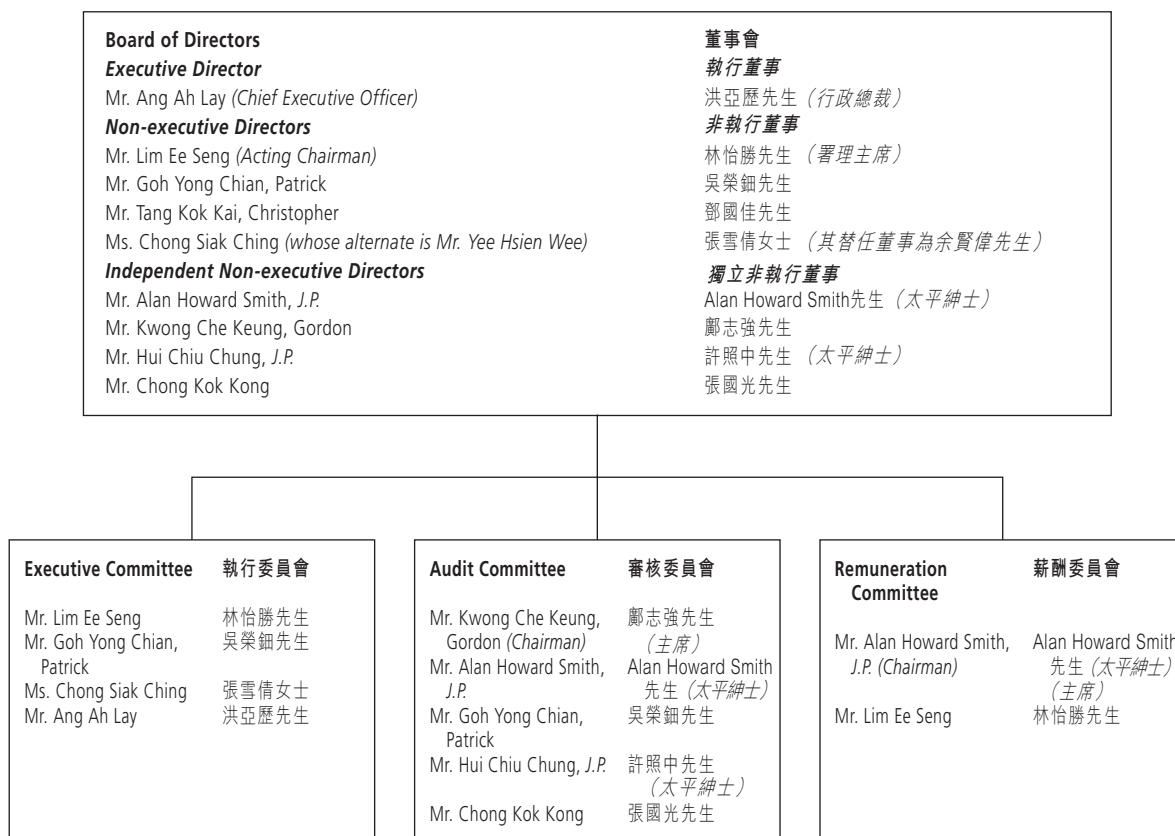 Board of Directors 董事會
Executive Director 執行董事
Mr. Ang Ah Lay (Chief Executive Officer) 洪亞歷先生（行政總裁）
Non-executive Directors 非執行董事
Mr. Lim Ee Seng (Acting Chairman) 林怡勝先生（署理主席）
Mr. Goh Yong Chian, Patrick 吳榮鈿先生
Mr. Tang Kok Kai, Christopher 鄧國佳先生
Ms. Chong Siak Ching (whose alternate is Mr. Yee Hsien Wee) 張雪倩女士（其替任董事為余賢偉先生）
Independent Non-executive Directors 獨立非執行董事
Mr. Alan Howard Smith, J.P. Alan Howard Smith先生（太平紳士）
Mr. Kwong Che Keung, Gordon 鄺志強先生
Mr. Hui Chiu Chung, J.P. 許照中先生（太平紳士）
Mr. Chong Kok Kong 張國光先生
Executive Committee 執行委員會
Mr. Lim Ee Seng 林怡勝先生
Mr. Goh Yong Chian, 吳榮鈿先生
Patrick
Ms. Chong Siak Ching 張雪倩女士
Mr. Ang Ah Lay 洪亞歷先生
Audit Committee 審核委員會
Mr. Kwong Che Keung, 鄺志強先生
Gordon (Chairman) （主席）
Mr. Alan Howard Smith, Alan Howard Smith
J.P. 先生（太平紳士）
Mr. Goh Yong Chian, 吳榮鈿先生
Patrick
Mr. Hui Chiu Chung, J.P. 許照中先生
（太平紳士）
Mr. Chong Kok Kong 張國光先生
Remuneration 薪酬委員會
Committee
Mr. Alan Howard Smith, Alan Howard Smith
J.P. (Chairman) 先生（太平紳士）
（主席）
Mr. Lim Ee Seng 林怡勝先生